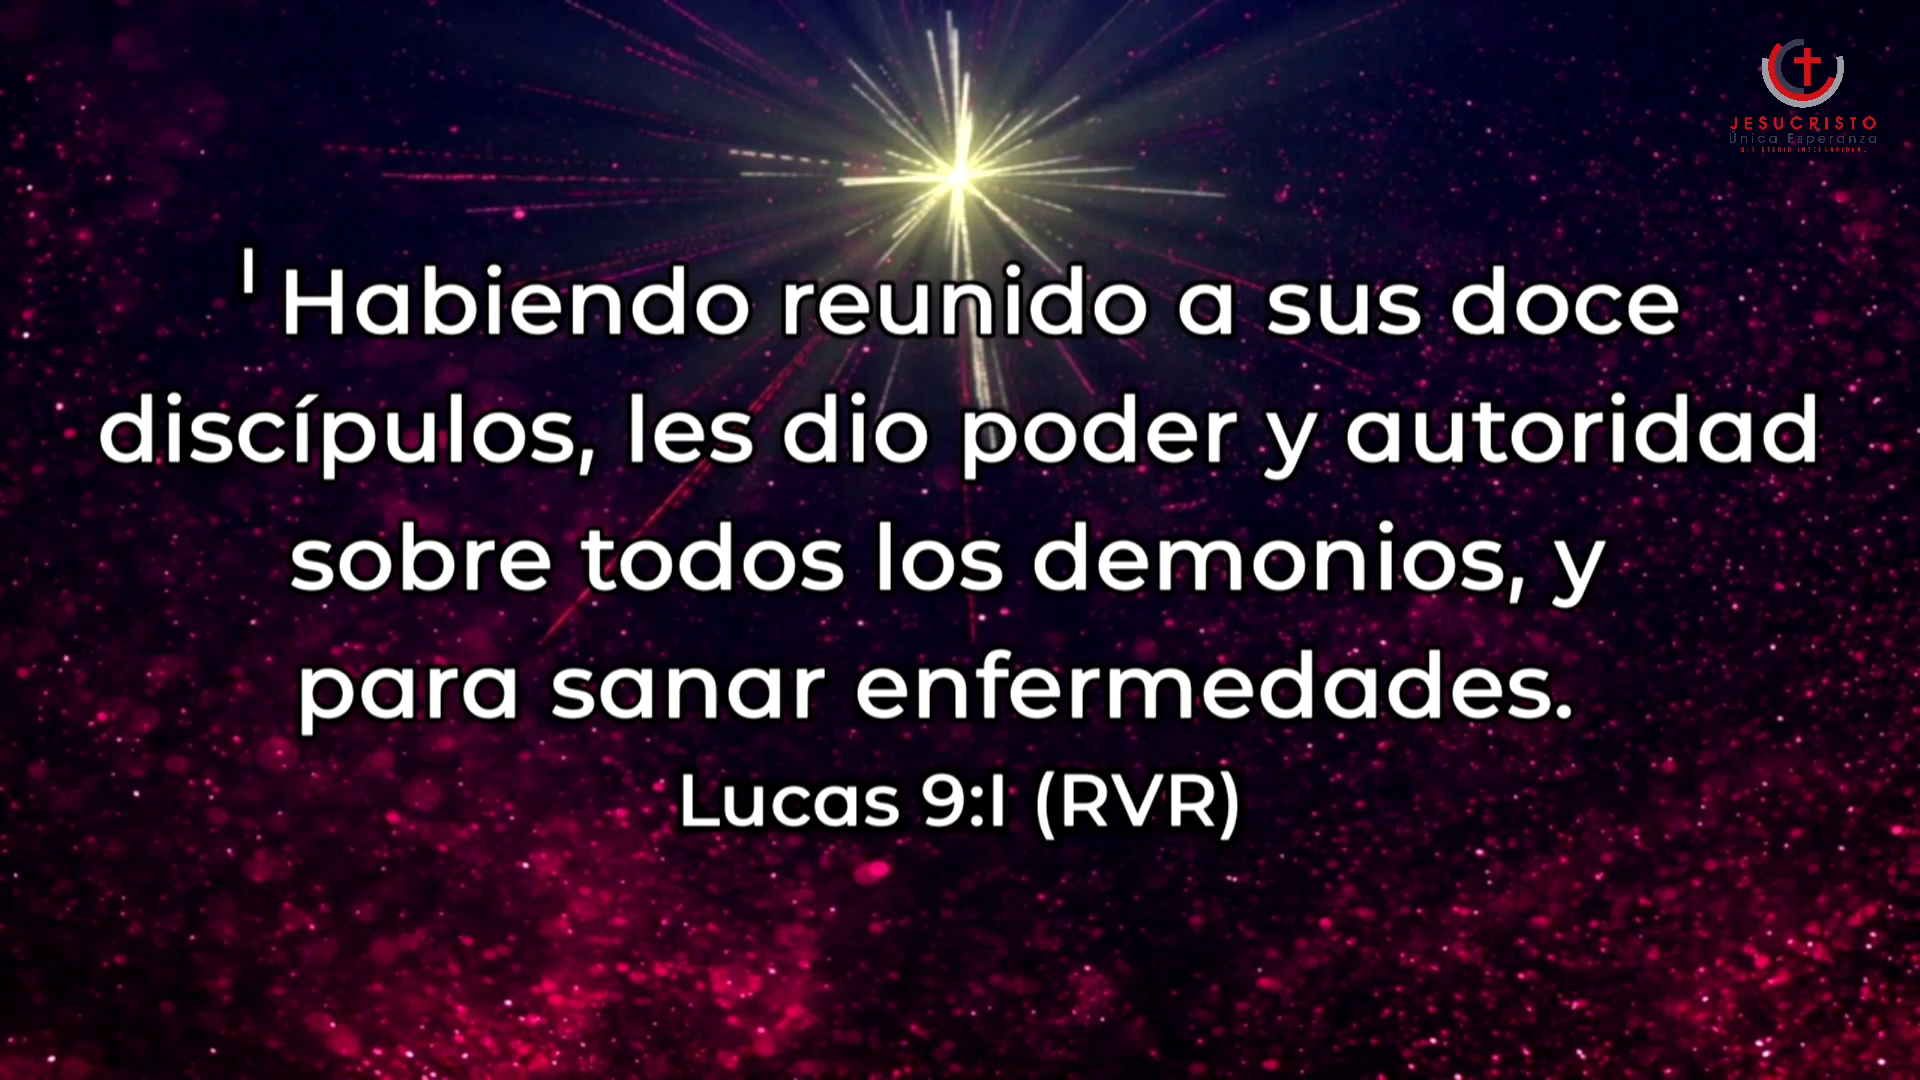 JESUCRISTO
Única Esperanza
1 Habiendo reunido a sus doce
discípulos, les dio poder y autoridad
sobre todos los demonios, y
para sanar enfermedades.
Lucas 9:1 (RVR)